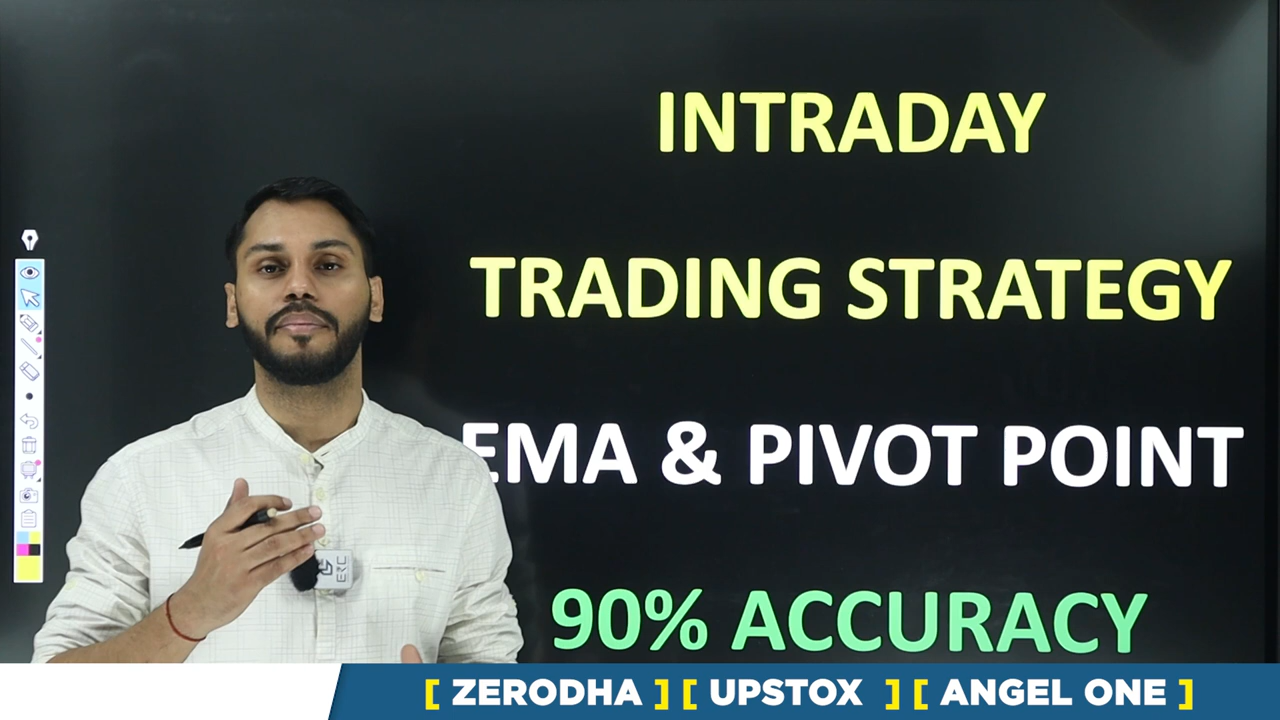 INTRADAY
TRADING STRATEGY
EMA & PIVOT POINT
90% ACCURACY
[ ZERODHA ] [ UPSTOX ] [ ANGEL ONE ]